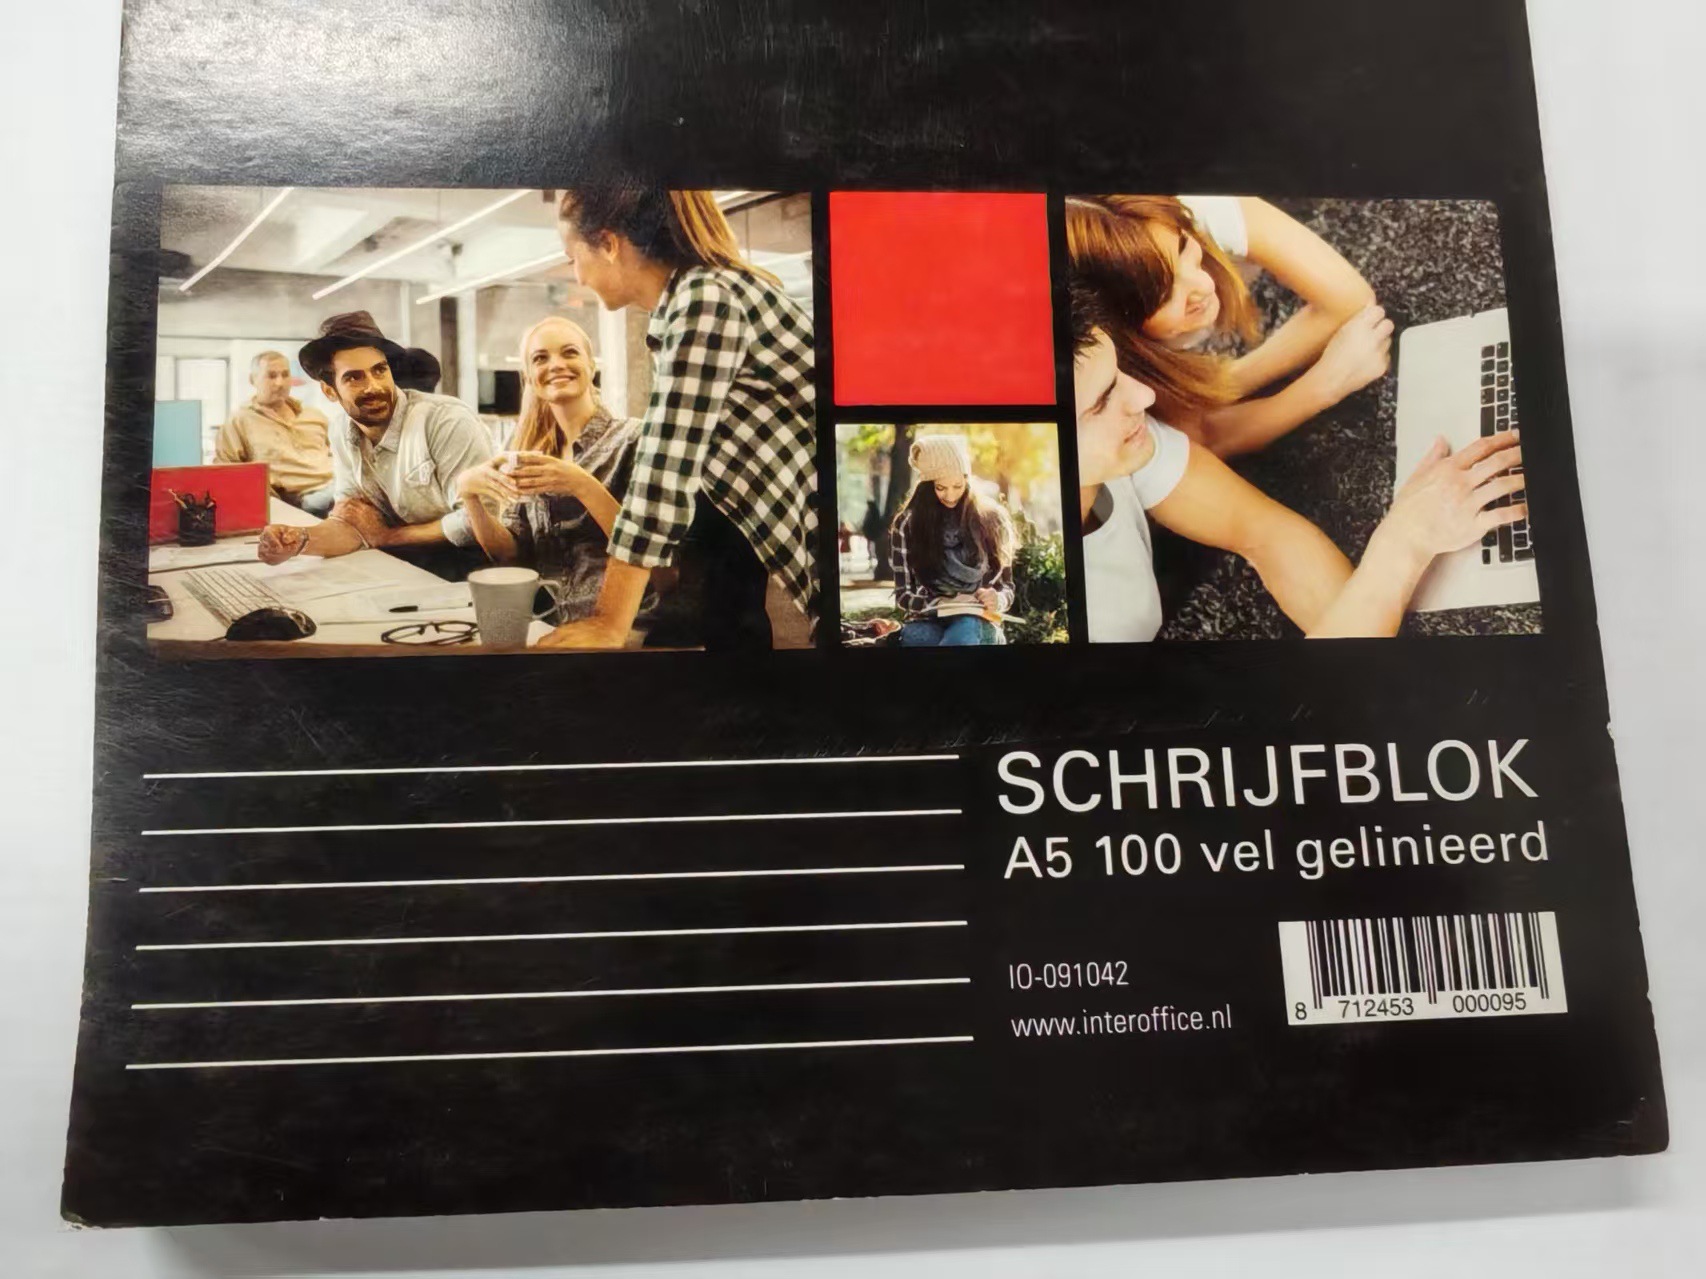 SCHRIJFBLOK
A5 100 vel gelinieerd
IO-091042
www.interoffice.nl
8 712453 000095